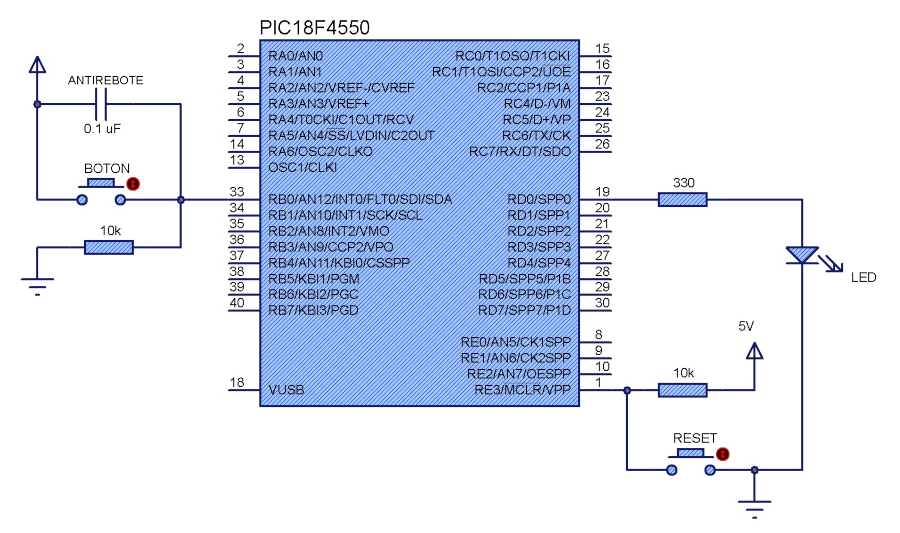 PIC18F4550
2 RA0/AN0
3 RA1/AN1
4 RA2/AN2/VREF-/CVREF
5 RA3/AN3/VREF+
6 RA4/T0CKI/C1OUT/RCV
7 RA5/AN4/SS/LVDIN/C2OUT
14 RA6/OSC2/CLKO
13 OSC1/CLKI
33 RB0/AN12/INT0/FLT0/SDI/SDA
34 RB1/AN10/INT1/SCK/SCL
35 RB2/AN8/INT2/VMO
36 RB3/AN9/CCP2/VPO
37 RB4/AN11/KBI0/CSSPP
38 RB5/KBI1/PGM
39 RB6/KBI2/PGC
40 RB7/KBI3/PGD
18 VUSB
RC0/T1OSO/T1CKI 15
RC1/T1OSI/CCP2/UOE 16
RC2/CCP1/P1A 17
RC4/D-/VM 23
RC5/D+/VP 24
RC6/TX/CK 25
RC7/RX/DT/SDO 26
RD0/SPP0 19
RD1/SPP1 20
RD2/SPP2 21
RD3/SPP3 22
RD4/SPP4 27
RD5/SPP5/P1B 28
RD6/SPP6/P1C 29
RD7/SPP7/P1D 30
RE0/AN5/CK1SPP 8
RE1/AN6/CK2SPP 9
RE2/AN7/OESPP 10
RE3/MCLR/VPP 1
ANTIREBOTE
0.1 uF
BOTON
10k
330
LED
5V
10k
RESET